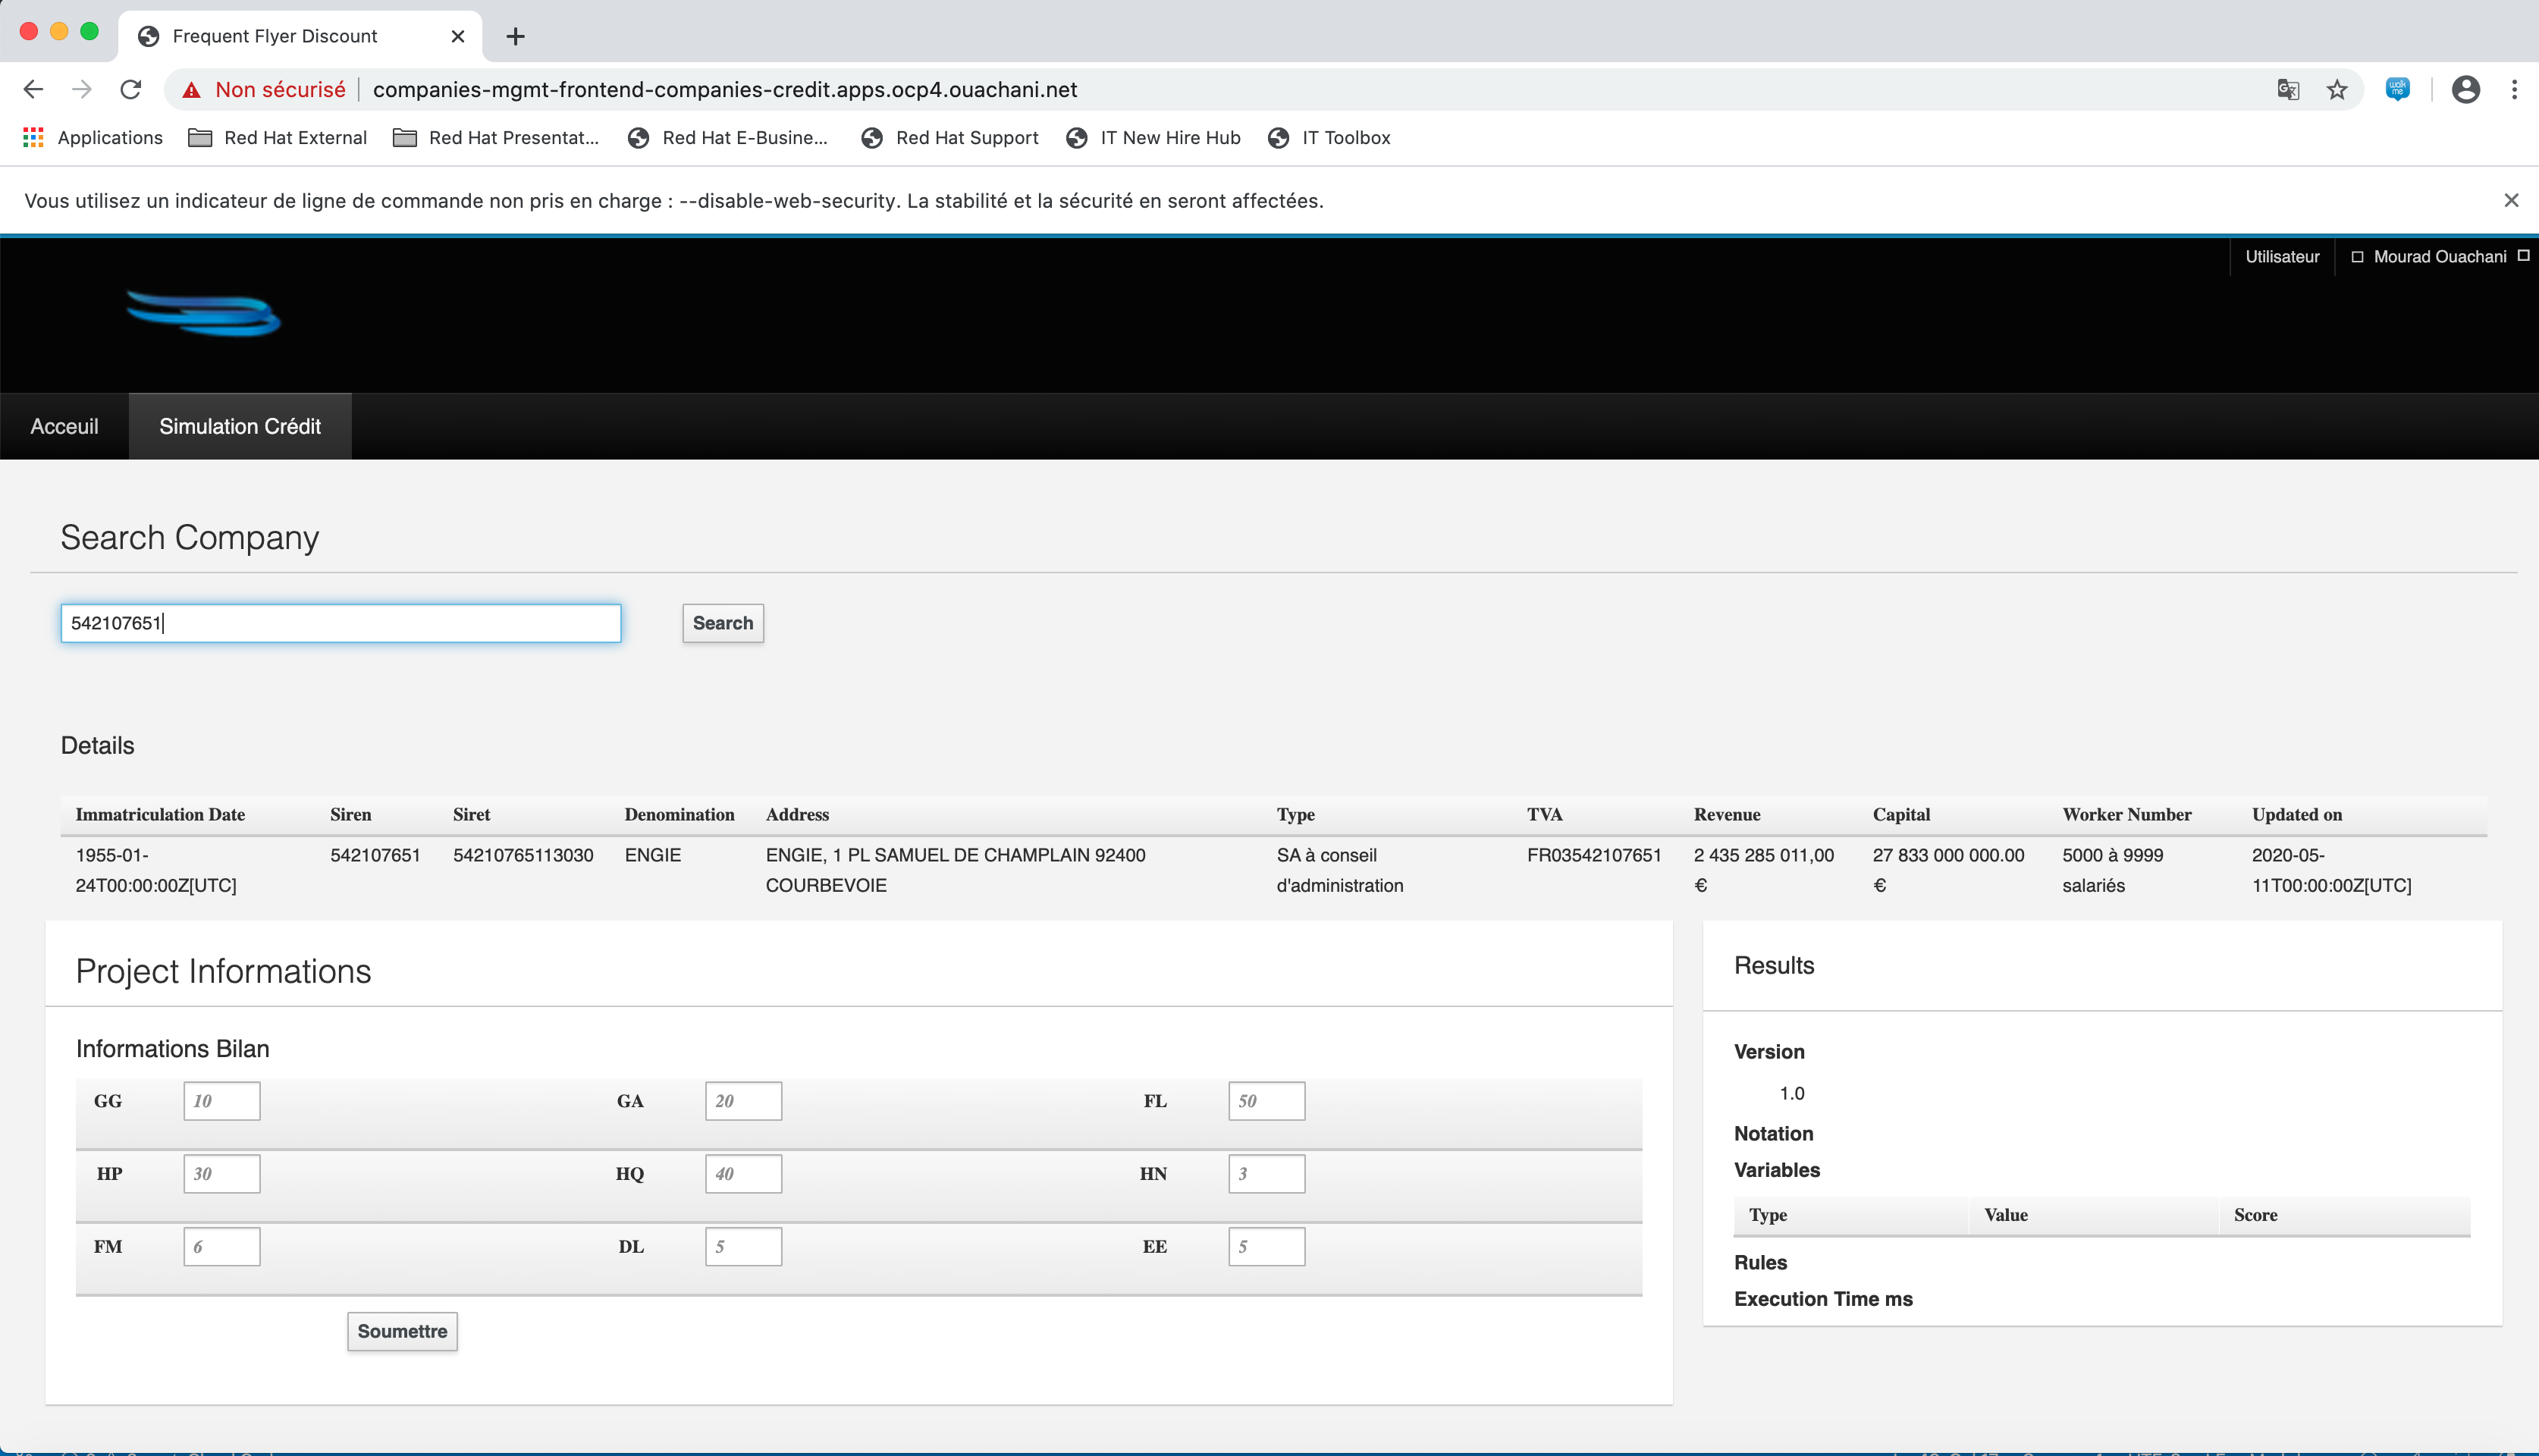 Frequent Flyer Discount
Non sécurisé companies-mgmt-frontend-companies-credit.apps.ocp4.ouachani.net
walk me
Applications Red Hat External Red Hat Presentat... Red Hat E-Busine... Red Hat Support IT New Hire Hub IT Toolbox
Vous utilisez un indicateur de ligne de commande non pris en charge : --disable-web-security. La stabilité et la sécurité en seront affectées.
Utilisateur Mourad Ouachani
Acceuil Simulation Crédit
Search Company
542107651 Search
Details
Immatriculation Date Siren Siret Denomination Address Type TVA Revenue Capital Worker Number Updated on
1955-01- 542107651 54210765113030 ENGIE ENGIE, 1 PL SAMUEL DE CHAMPLAIN 92400 SA à conseil FR03542107651 2 435 285 011,00 27 833 000 000.00 5000 à 9999 2020-05-
24T00:00:00Z[UTC] COURBEVOIE d'administration € € salariés 11T00:00:00Z[UTC]
Project Informations
Informations Bilan
GG 10 GA 20 FL 50
HP 30 HQ 40 HN 3
FM 6 DL 5 EE 5
Soumettre
Results
Version
1.0
Notation
Variables
Type Value Score
Rules
Execution Time ms